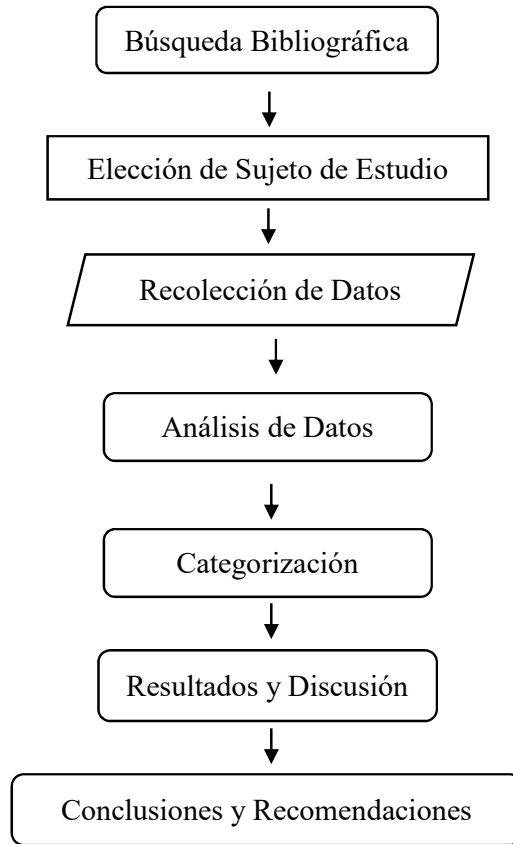 Búsqueda Bibliográfica
Elección de Sujeto de Estudio
Recolección de Datos
Análisis de Datos
Categorización
Resultados y Discusión
Conclusiones y Recomendaciones